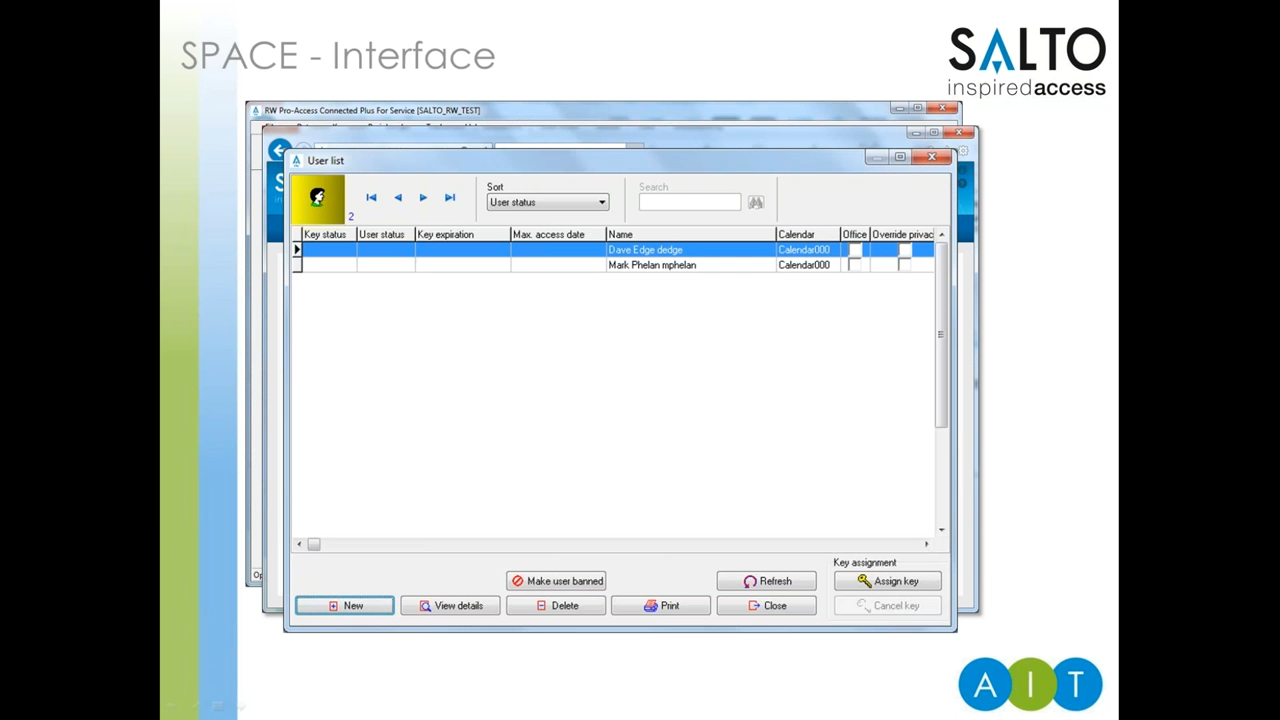 SPACE - Interface
SALTO
inspiredaccess
RW Pro-Access Connected Plus For Service [SALTO_RW_TEST]
User list
Sort
Search
User status
2
Key status User status Key expiration Max. access date Name Calendar Office Override privac
Dave Edge dedge Calendar000
Mark Phelan mphelan Calendar000
Key assignment
Make user banned Refresh Assign key
New View details Delete Print Close Cancel key
A I T